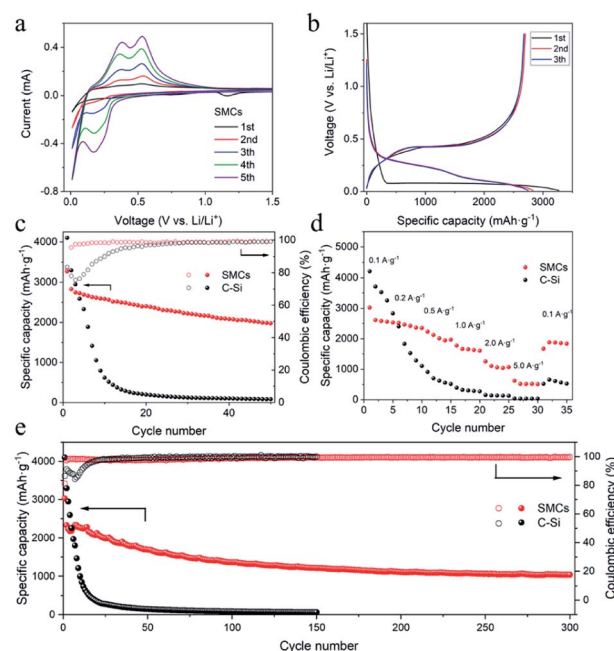 a
0.4
0.0
-0.4
-0.8
Current (mA)
SMCs
1st
2nd
3th
4th
5th
0.0 0.5 1.0 1.5
Voltage (V vs. Li/Li⁺)
b
1.5
1.0
0.5
0.0
Voltage (V vs. Li/Li⁺)
1st
2nd
3th
0 1000 2000 3000
Specific capacity (mAh·g⁻¹)
c
4000
3000
2000
1000
0
Specific capacity (mAh·g⁻¹)
SMCs
C-Si
100
80
60
40
20
0
Coulombic efficiency (%)
0 20 40
Cycle number
d
5000
4000
3000
2000
1000
0
Specific capacity (mAh·g⁻¹)
SMCs
C-Si
0.1 A·g⁻¹
0.2 A·g⁻¹
0.5 A·g⁻¹
1.0 A·g⁻¹
2.0 A·g⁻¹
5.0 A·g⁻¹
0.1 A·g⁻¹
0 5 10 15 20 25 30 35
Cycle number
e
4000
3000
2000
1000
0
Specific capacity (mAh·g⁻¹)
SMCs
C-Si
100
80
60
40
20
0
Coulombic efficiency (%)
0 50 100 150 200 250 300
Cycle number